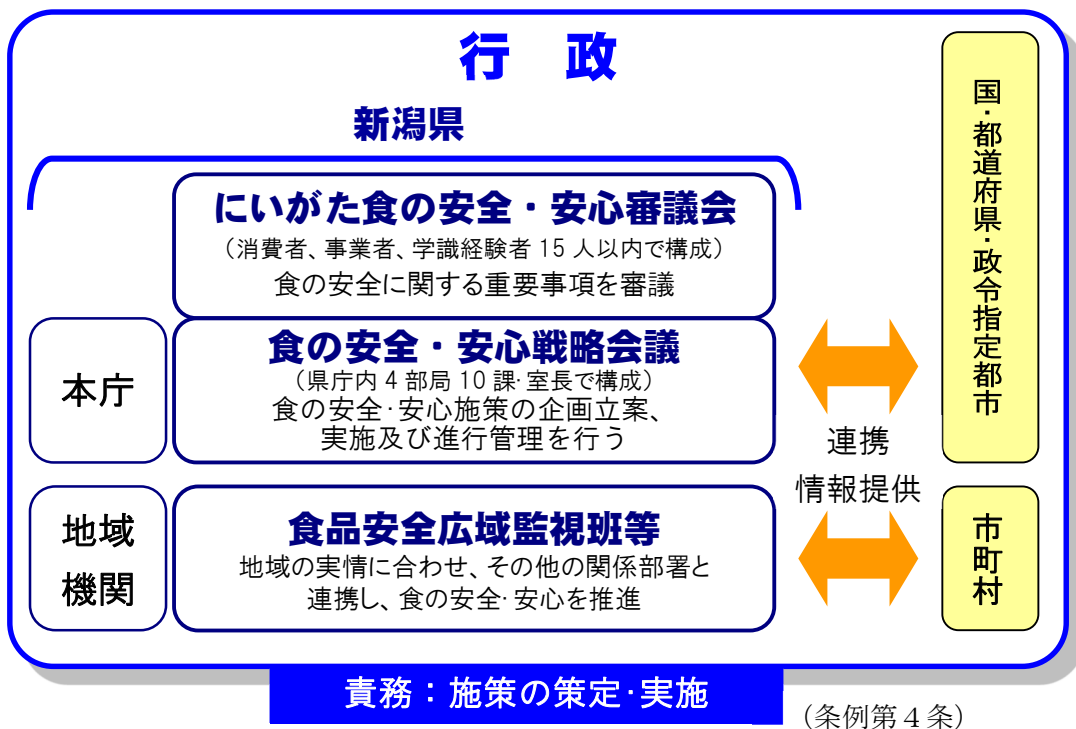 行　政
新潟県
にいがた食の安全・安心審議会
（消費者、事業者、学識経験者 15 人以内で構成）
食の安全に関する重要事項を審議
本庁
食の安全・安心戦略会議
（県庁内 4 部局 10 課･室長で構成）
食の安全･安心施策の企画立案、
実施及び進行管理を行う
地域
機関
食品安全広域監視班等
地域の実情に合わせ、その他の関係部署と
連携し、食の安全･安心を推進
連携
情報提供
国・都道府県・政令指定都市
市町村
責務：施策の策定･実施
（条例第４条）